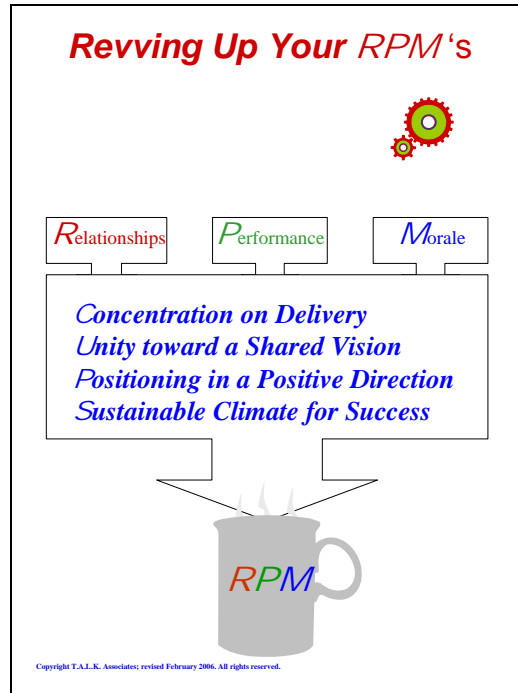 Revving Up Your RPM's
Relationships
Performance
Morale
Concentration on Delivery
Unity toward a Shared Vision
Positioning in a Positive Direction
Sustainable Climate for Success
RPM
Copyright T.A.L.K. Associates; revised February 2006. All rights reserved.